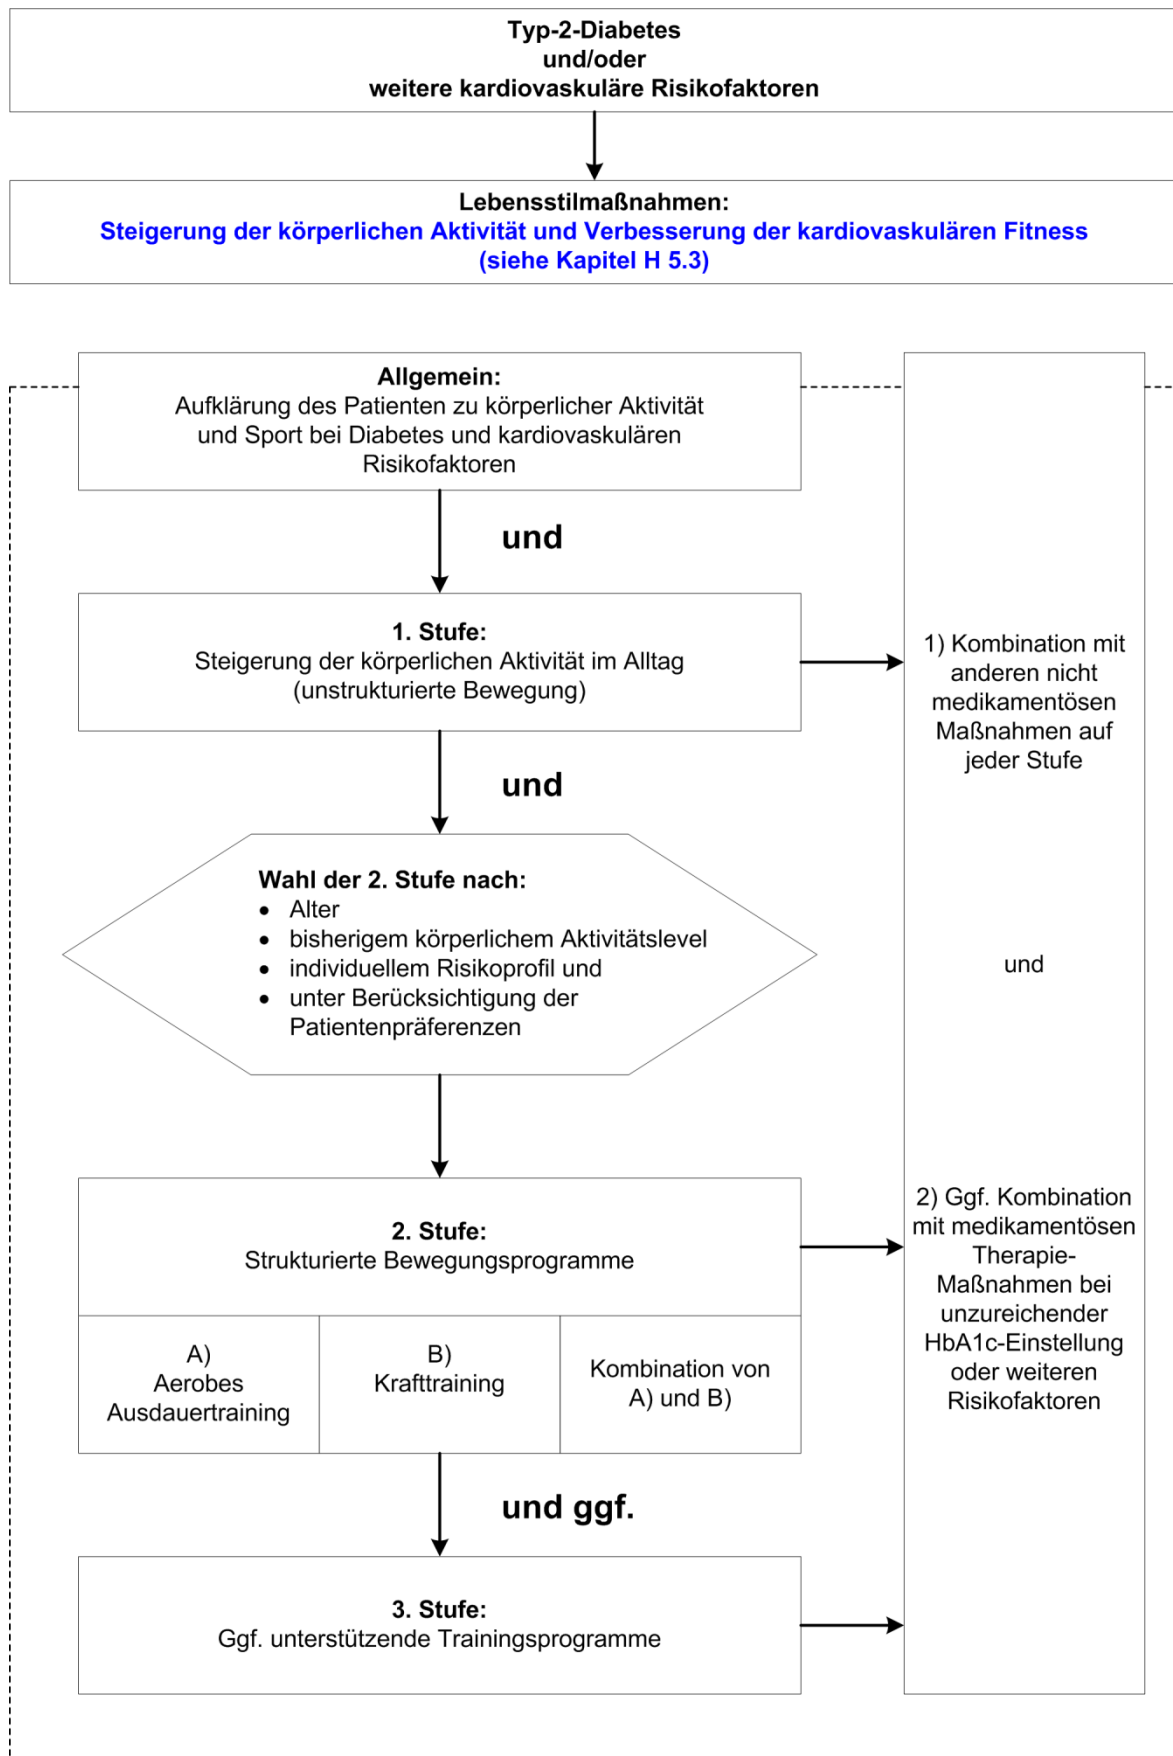 Typ-2-Diabetes
und/oder
weitere kardiovaskuläre Risikofaktoren
Lebensstilmaßnahmen:
Steigerung der körperlichen Aktivität und Verbesserung der kardiovaskulären Fitness
(siehe Kapitel H 5.3)
Allgemein:
Aufklärung des Patienten zu körperlicher Aktivität
und Sport bei Diabetes und kardiovaskulären
Risikofaktoren
und
1. Stufe:
Steigerung der körperlichen Aktivität im Alltag
(unstrukturierte Bewegung)
und
Wahl der 2. Stufe nach:
• Alter
• bisherigem körperlichem Aktivitätslevel
• individuellem Risikoprofil und
• unter Berücksichtigung der
Patientenpräferenzen
2. Stufe:
Strukturierte Bewegungsprogramme
A)
Aerobes
Ausdauertraining
B)
Krafttraining
Kombination von
A) und B)
und ggf.
3. Stufe:
Ggf. unterstützende Trainingsprogramme
1) Kombination mit
anderen nicht
medikamentösen
Maßnahmen auf
jeder Stufe
und
2) Ggf. Kombination
mit medikamentösen
Therapie-
Maßnahmen bei
unzureichender
HbA1c-Einstellung
oder weiteren
Risikofaktoren